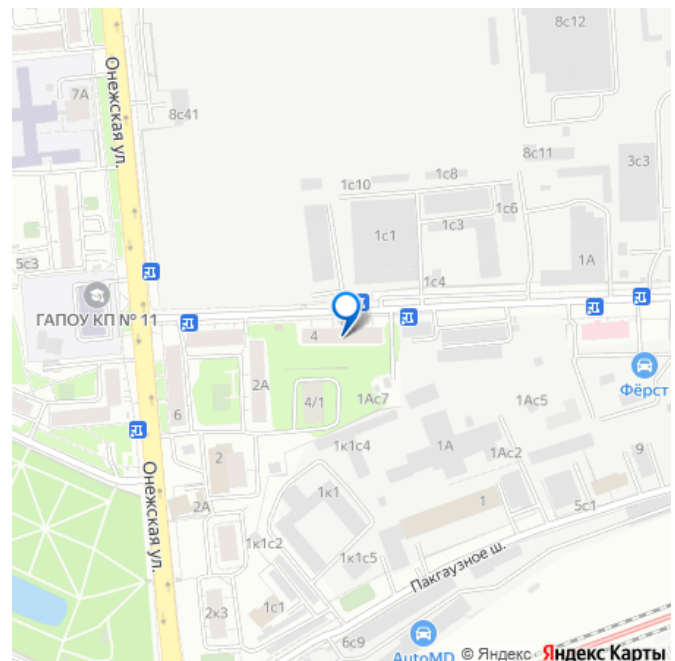 8с12
Онежская ул.
7А
8с41
8с11
3с3
1с10
1с8
1с6
1с1
1с3
1А
5с3
1с4
ГАПОУ КП № 11
4
Фёрст
2А
4/1
1Ас7
1Ас5
6
1к1с4
1А
1Ас2
9
2
1к1
1
5с1
Онежская ул.
2А
1к1с2
1к1с5
Пакгаузное ш.
2к3
1с1
6с9
AutoMD
© Яндекс
Яндекс Карты